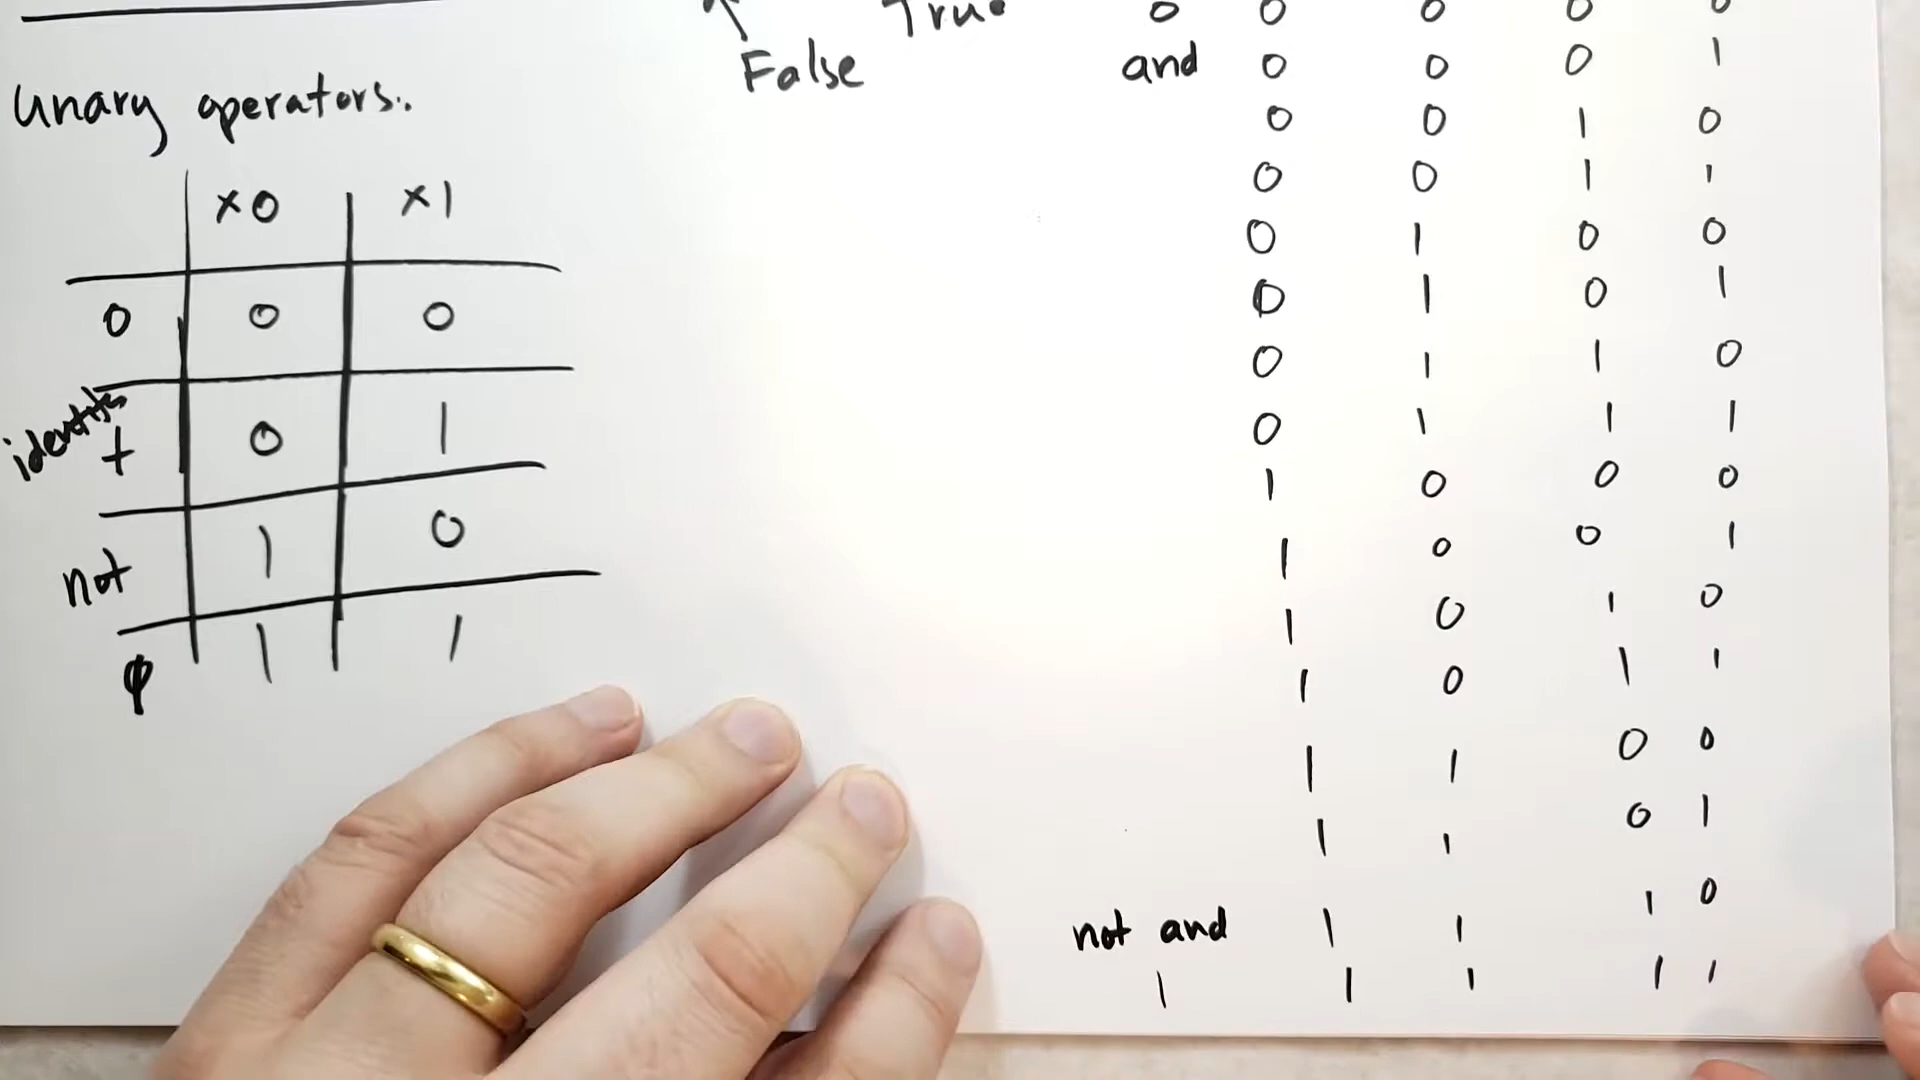 True
False
Unary operators:
x0 x1
0 0 0
identity + 0 1
not 1 0
φ 1 1
0 0 0 0 0
and 0 0 0 1
0 0 1 0
0 0 1 1
0 1 0 0
0 1 0 1
0 1 1 0
0 1 1 1
1 0 0 0
1 0 0 1
1 0 1 0
1 0 1 1
1 1 0 0
1 1 0 1
not and 1 1 1 0
1 1 1 1 1